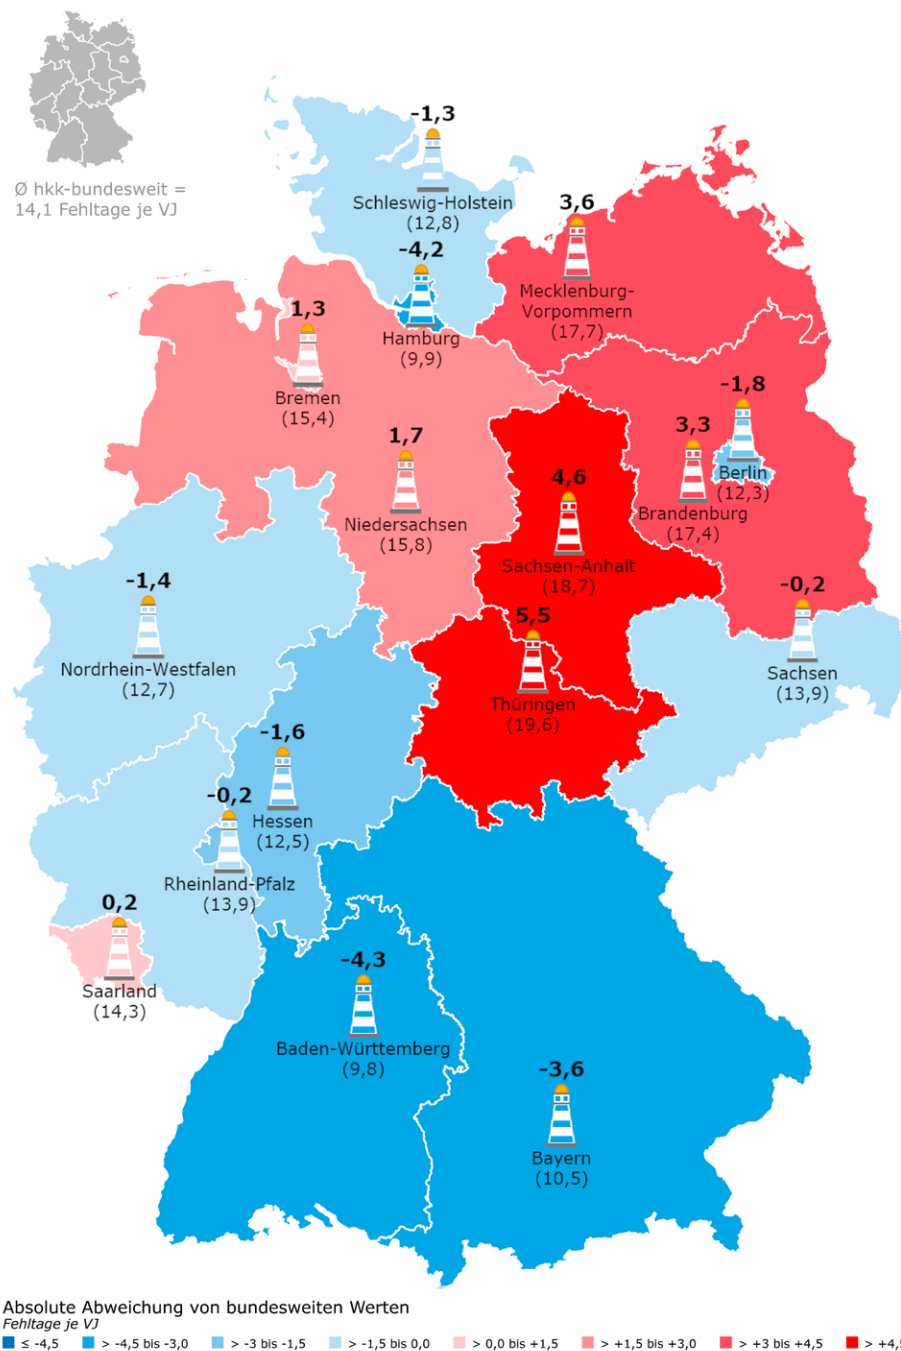 Ø hkk-bundesweit =
14,1 Fehltage je VJ
-1,3
Schleswig-Holstein
(12,8)
3,6
Mecklenburg-
Vorpommern
(17,7)
-4,2
Hamburg
(9,9)
1,3
Bremen
(15,4)
-1,8
Berlin
(12,3)
3,3
Brandenburg
(17,4)
1,7
Niedersachsen
(15,8)
4,6
Sachsen-Anhalt
(18,7)
-1,4
Nordrhein-Westfalen
(12,7)
-0,2
Sachsen
(13,9)
5,5
Thüringen
(19,6)
-1,6
Hessen
(12,5)
-0,2
Rheinland-Pfalz
(13,9)
0,2
Saarland
(14,3)
-4,3
Baden-Württemberg
(9,8)
-3,6
Bayern
(10,5)
Absolute Abweichung von bundesweiten Werten
Fehltage je VJ
≤ -4,5 > -4,5 bis -3,0 > -3 bis -1,5 > -1,5 bis 0,0 > 0,0 bis +1,5 > +1,5 bis +3,0 > +3 bis +4,5 > +4,5